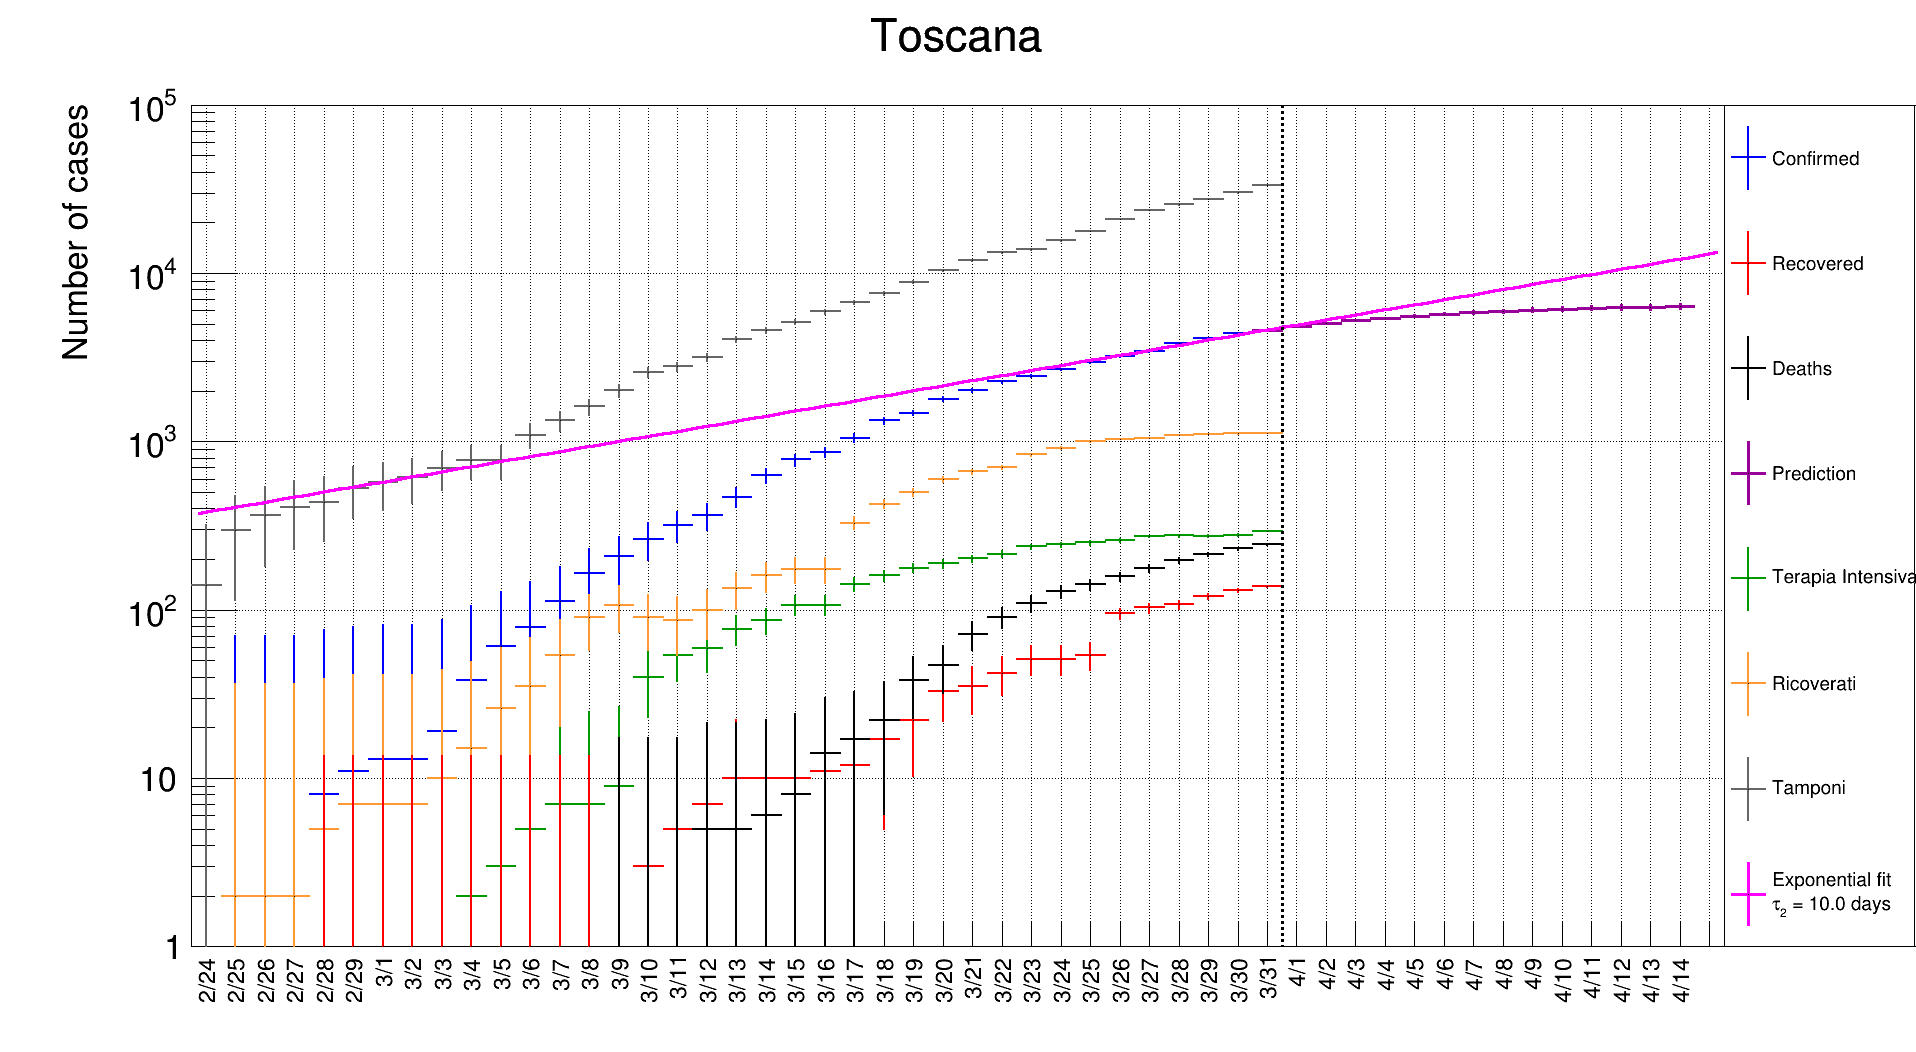 Toscana
Number of cases
10^5
10^4
10^3
10^2
10
1
2/24 2/25 2/26 2/27 2/28 2/29 3/1 3/2 3/3 3/4 3/5 3/6 3/7 3/8 3/9 3/10 3/11 3/12 3/13 3/14 3/15 3/16 3/17 3/18 3/19 3/20 3/21 3/22 3/23 3/24 3/25 3/26 3/27 3/28 3/29 3/30 3/31 4/1 4/2 4/3 4/4 4/5 4/6 4/7 4/8 4/9 4/10 4/11 4/12 4/13 4/14
Confirmed
Recovered
Deaths
Prediction
Terapia Intensiva
Ricoverati
Tamponi
Exponential fit
τ₂ = 10.0 days